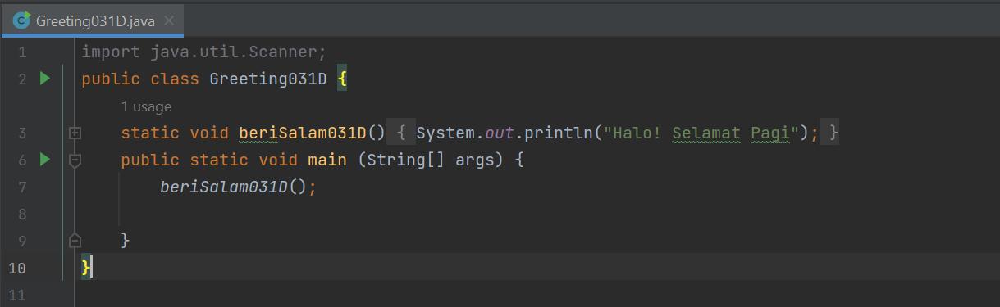 Greeting031D.java
1 import java.util.Scanner;
2 public class Greeting031D {
1 usage
3 static void beriSalam031D() { System.out.println("Halo! Selamat Pagi"); }
6 public static void main (String[] args) {
7 beriSalam031D();
8
9 }
10 }
11